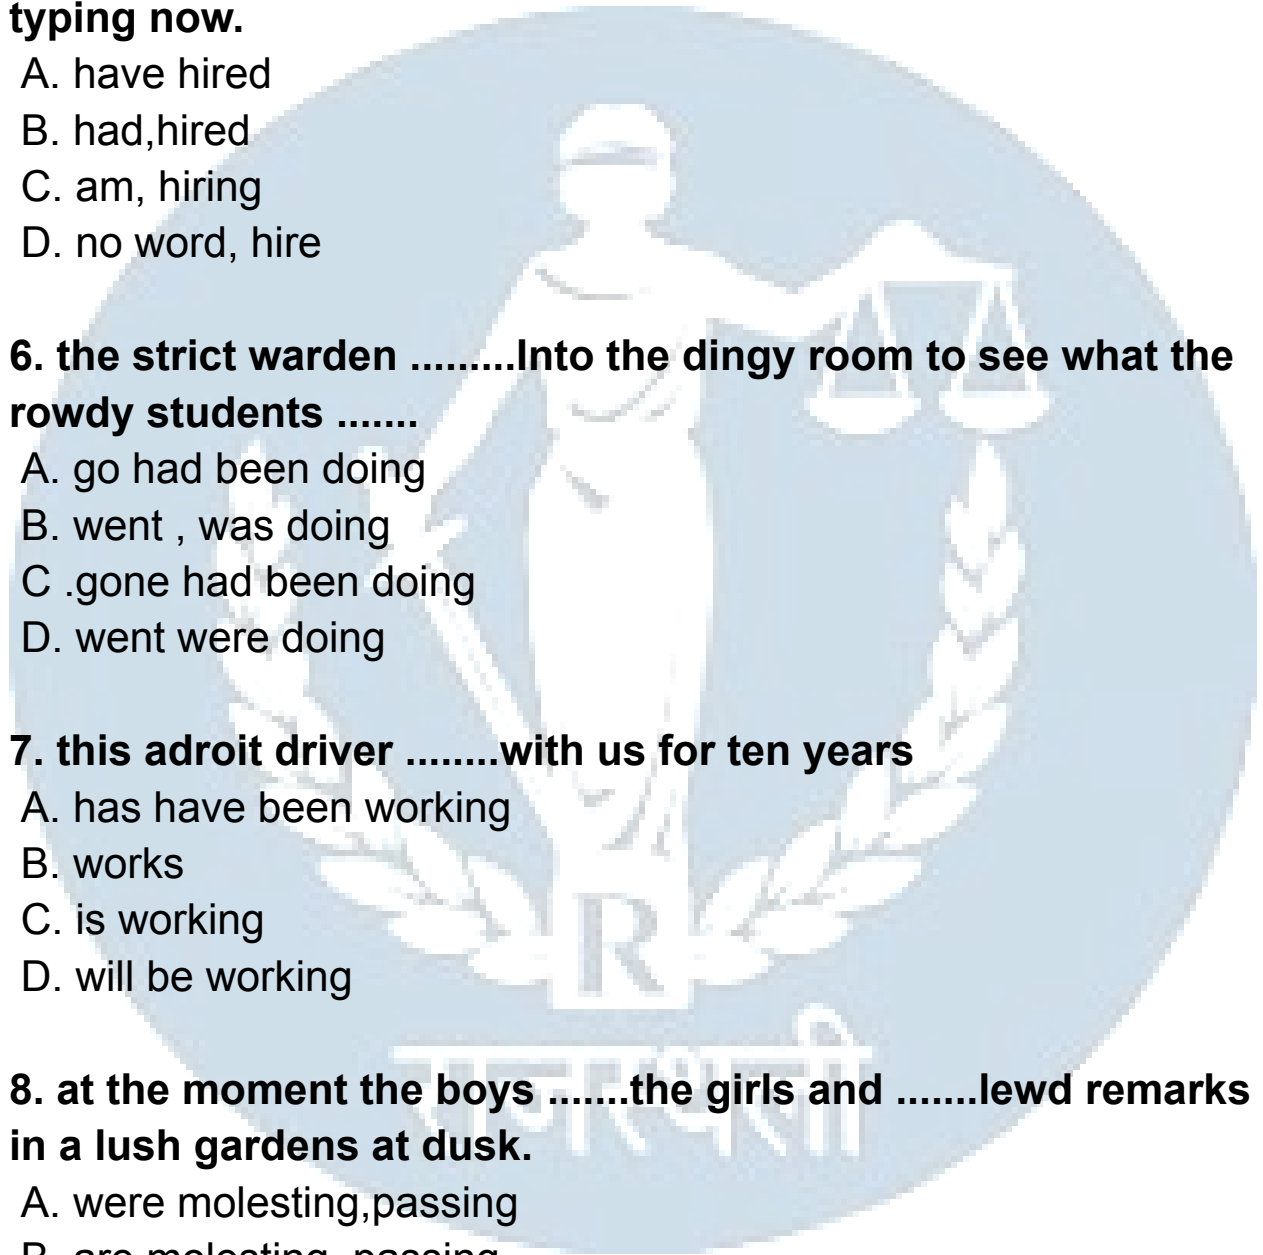 typing now.
A. have hired
B. had,hired
C. am, hiring
D. no word, hire
6. the strict warden .........Into the dingy room to see what the
rowdy students .......
A. go had been doing
B. went , was doing
C .gone had been doing
D. went were doing
7. this adroit driver ........with us for ten years
A. has have been working
B. works
C. is working
D. will be working
8. at the moment the boys .......the girls and .......lewd remarks
in a lush gardens at dusk.
A. were molesting,passing
B. are molesting, passing
R